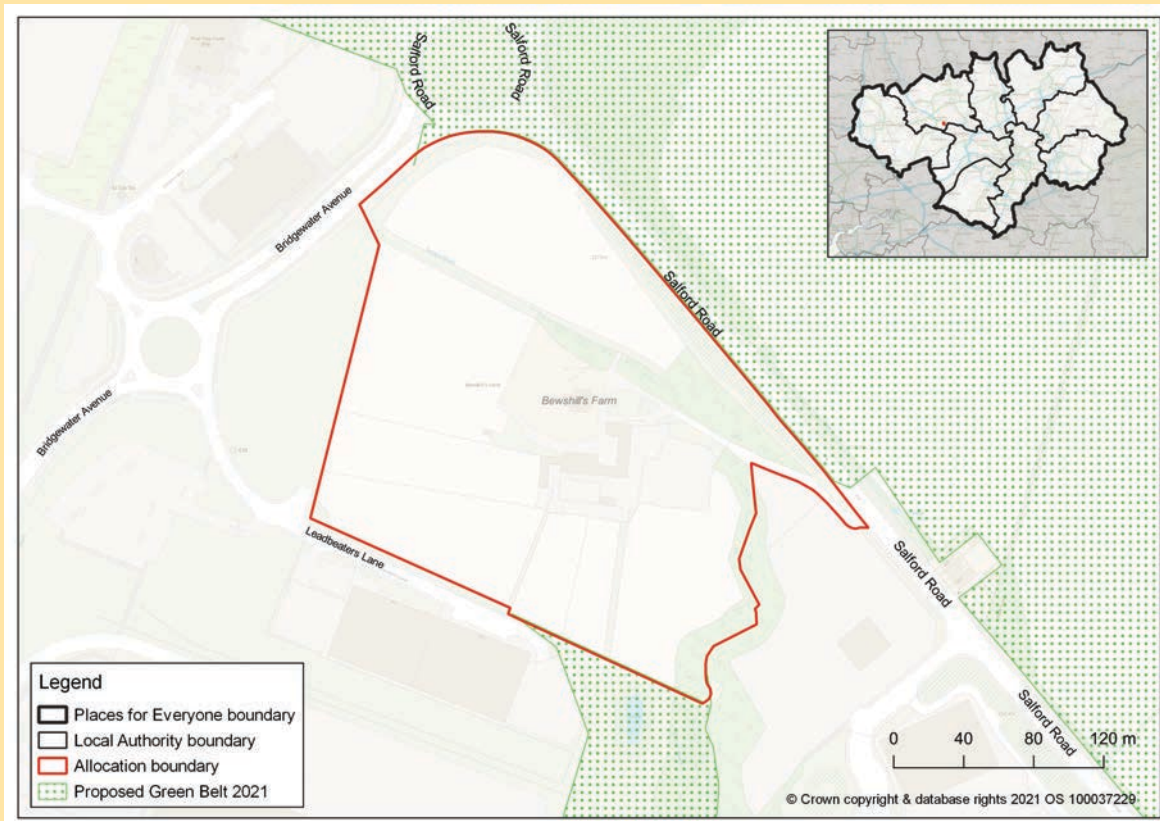 Salford Road
Salford Road
Bridgewater Avenue
Salford Road
Bewshill's Farm
Bridgewater Avenue
Leadbeaters Lane
Salford Road
Salford Road
Legend
Places for Everyone boundary
Local Authority boundary
Allocation boundary
Proposed Green Belt 2021
0 40 80 120 m
© Crown copyright & database rights 2021 OS 100037229